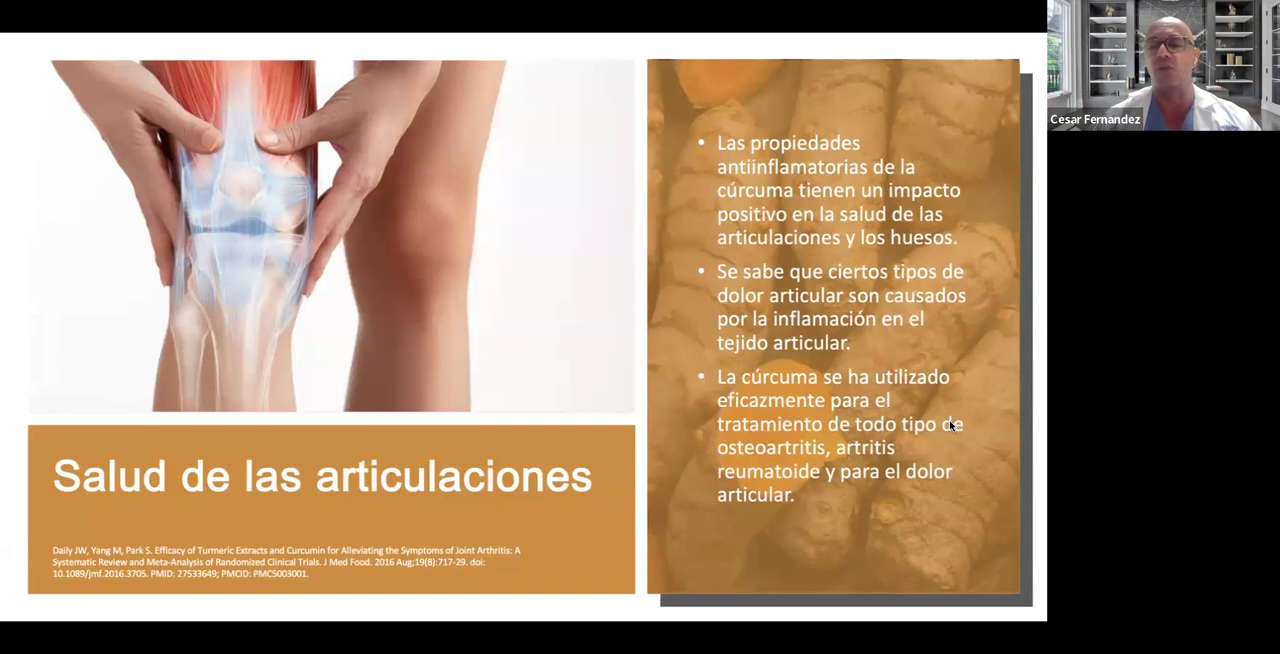 Cesar Fernandez
• Las propiedades
antiinflamatorias de la
cúrcuma tienen un impacto
positivo en la salud de las
articulaciones y los huesos.
• Se sabe que ciertos tipos de
dolor articular son causados
por la inflamación en el
tejido articular.
• La cúrcuma se ha utilizado
eficazmente para el
tratamiento de todo tipo de
osteoartritis, artritis
reumatoide y para el dolor
articular.
Salud de las articulaciones
Daily JW, Yang M, Park S. Efficacy of Turmeric Extracts and Curcumin for Alleviating the Symptoms of Joint Arthritis: A
Systematic Review and Meta-Analysis of Randomized Clinical Trials. J Med Food. 2016 Aug;19(8):717-29. doi:
10.1089/jmf.2016.3705. PMID: 27533649; PMCID: PMC5003001.